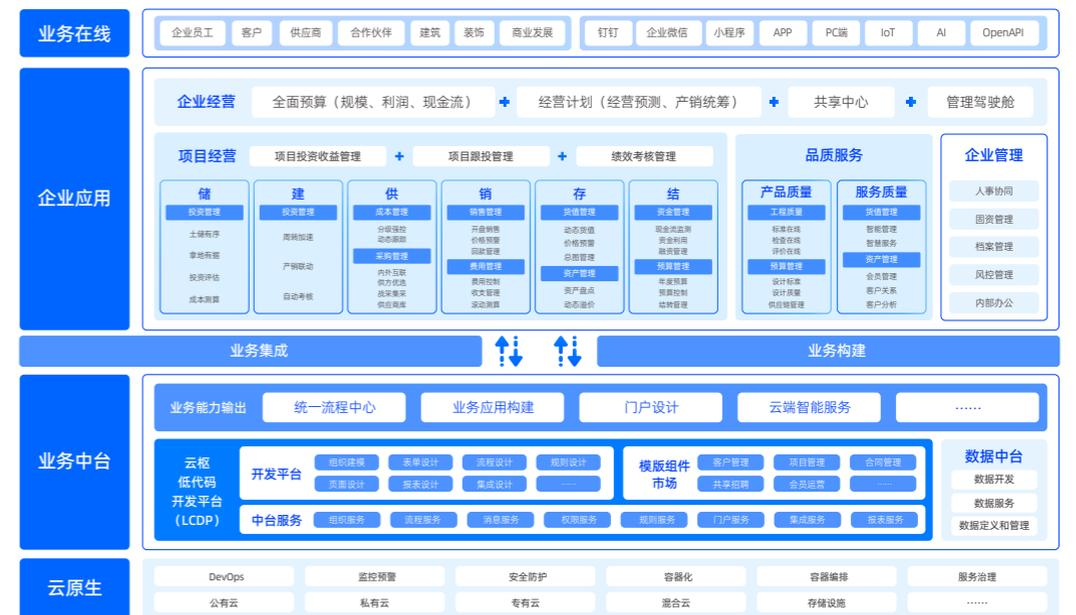 业务在线
企业员工 客户 供应商 合作伙伴 建筑 装饰 商业发展 钉钉 企业微信 小程序 APP PC端 IoT AI OpenAPI
企业应用
企业经营 全面预算（规模、利润、现金流） + 经营计划（经营预测、产销统筹） + 共享中心 + 管理驾驶舱
项目经营 项目投资收益管理 + 项目跟投管理 + 绩效考核管理
储
投资管理
土储有序
拿地有据
投资评估
成本测算
建
投资管理
周转加速
产销联动
自动考核
供
成本管理
分级强控
动态跟踪
采购管理
内外互联
供方优选
战采集采
供应商库
销
销售管理
开盘销售
价格预警
回款管理
费用管理
费用控制
收支管理
滚动测算
存
货值管理
动态货值
价格预警
总图管理
资产管理
资产盘点
动态溢价
结
资金管理
现金流监测
资金利用
融资管理
预算管理
年度预算
预算控制
结转管理
品质服务
产品质量
工程质量
标准在线
检查在线
评价在线
预算管理
设计标准
设计质量
供应链管理
服务质量
货值管理
智能管理
智慧服务
资产管理
会员管理
客户关系
客户分析
企业管理
人事协同
固资管理
档案管理
风控管理
内部办公
业务集成 业务构建
业务中台
业务能力输出 统一流程中心 业务应用构建 门户设计 云端智能服务 ……
云枢
低代码
开发平台
（LCDP）
开发平台
组织建模 表单设计 流程设计 规则设计
页面设计 报表设计 集成设计 ……
模版组件
市场
客户管理 项目管理 合同管理
共享招聘 会员运营 ……
中台服务 组织服务 流程服务 消息服务 权限服务 规则服务 门户服务 集成服务 报表服务
数据中台
数据开发
数据服务
数据定义和管理
云原生
DevOps 监控预警 安全防护 容器化 容器编排 服务治理
公有云 私有云 专有云 混合云 存储设施 ……